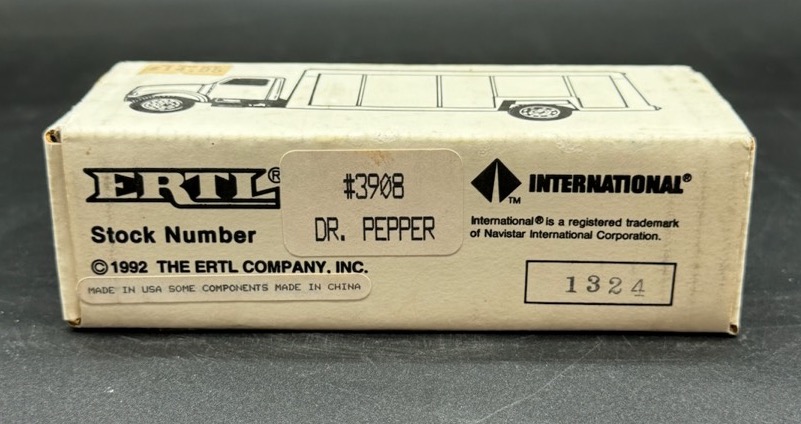 ERTL®
Stock Number
#3908
DR. PEPPER
© 1992 THE ERTL COMPANY, INC.
MADE IN USA SOME COMPONENTS MADE IN CHINA
TM
INTERNATIONAL®
International® is a registered trademark
of Navistar International Corporation.
1324